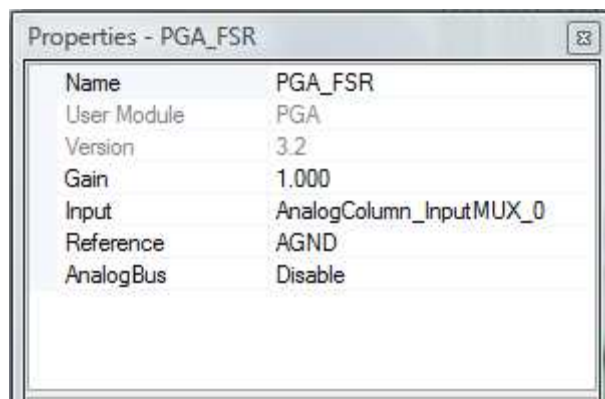 Properties - PGA_FSR
Name PGA_FSR
User Module PGA
Version 3.2
Gain 1.000
Input AnalogColumn_InputMUX_0
Reference AGND
AnalogBus Disable